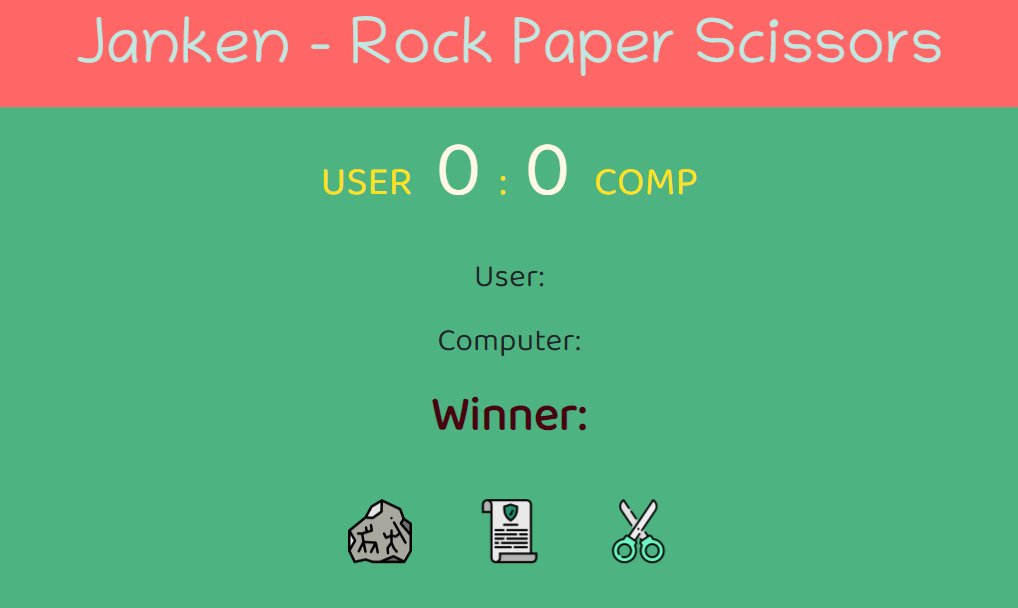 Janken - Rock Paper Scissors
USER 0 : 0 COMP
User:
Computer:
Winner: